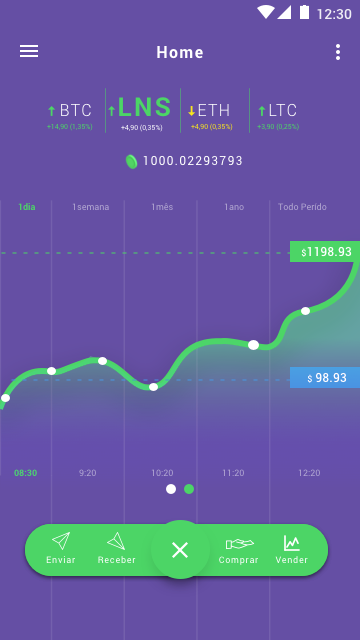 12:30
Home
BTC LNS ETH LTC
+14,90 (1,35%) +4,90 (0,35%) +4,90 (0,35%) +3,90 (0,25%)
1000.02293793
1dia 1semana 1mês 1ano Todo Perído
$1198.93
$ 98.93
08:30 9:20 10:20 11:20 12:20
Enviar Receber Comprar Vender